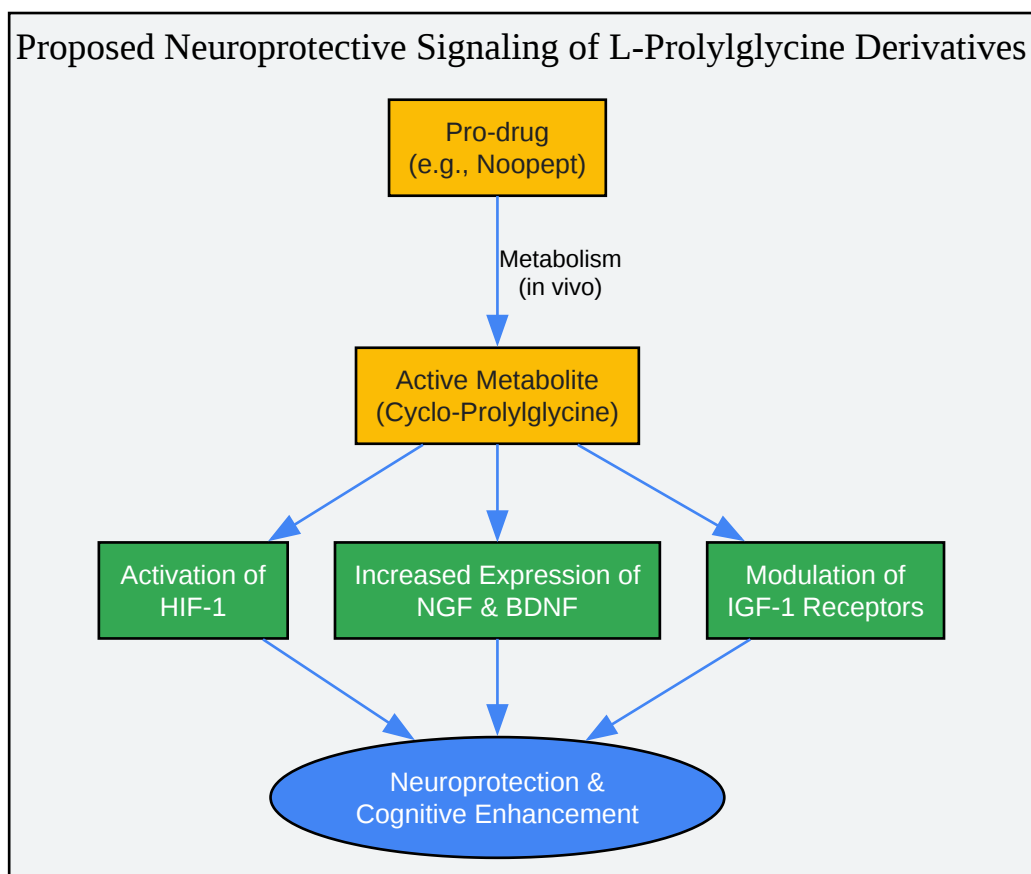 Proposed Neuroprotective Signaling of L-Prolylglycine Derivatives
Pro-drug
(e.g., Noopept)
Metabolism
(in vivo)
Active Metabolite
(Cyclo-Prolylglycine)
Activation of
HIF-1
Increased Expression of
NGF & BDNF
Modulation of
IGF-1 Receptors
Neuroprotection &
Cognitive Enhancement